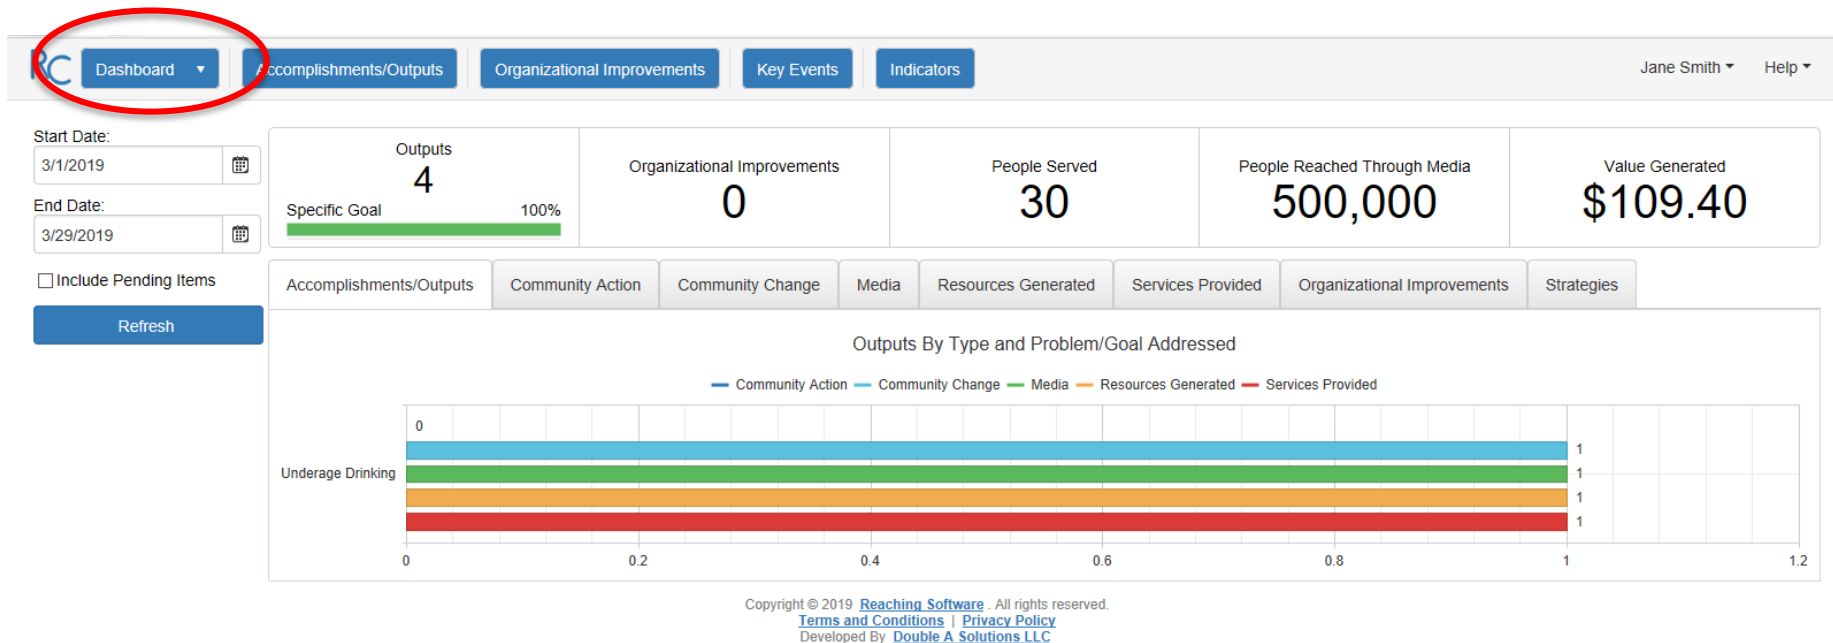 RC Dashboard ▼ Accomplishments/Outputs Organizational Improvements Key Events Indicators Jane Smith Help
Start Date:
3/1/2019
End Date:
3/29/2019
Include Pending Items
Refresh
Outputs
4
Specific Goal 100%
Organizational Improvements
0
People Served
30
People Reached Through Media
500,000
Value Generated
$109.40
Accomplishments/Outputs Community Action Community Change Media Resources Generated Services Provided Organizational Improvements Strategies
Outputs By Type and Problem/Goal Addressed
Community Action Community Change Media Resources Generated Services Provided
0
1
Underage Drinking 1
1
1
0 0.2 0.4 0.6 0.8 1 1.2
Copyright © 2019 Reaching Software . All rights reserved.
Terms and Conditions | Privacy Policy
Developed By Double A Solutions LLC